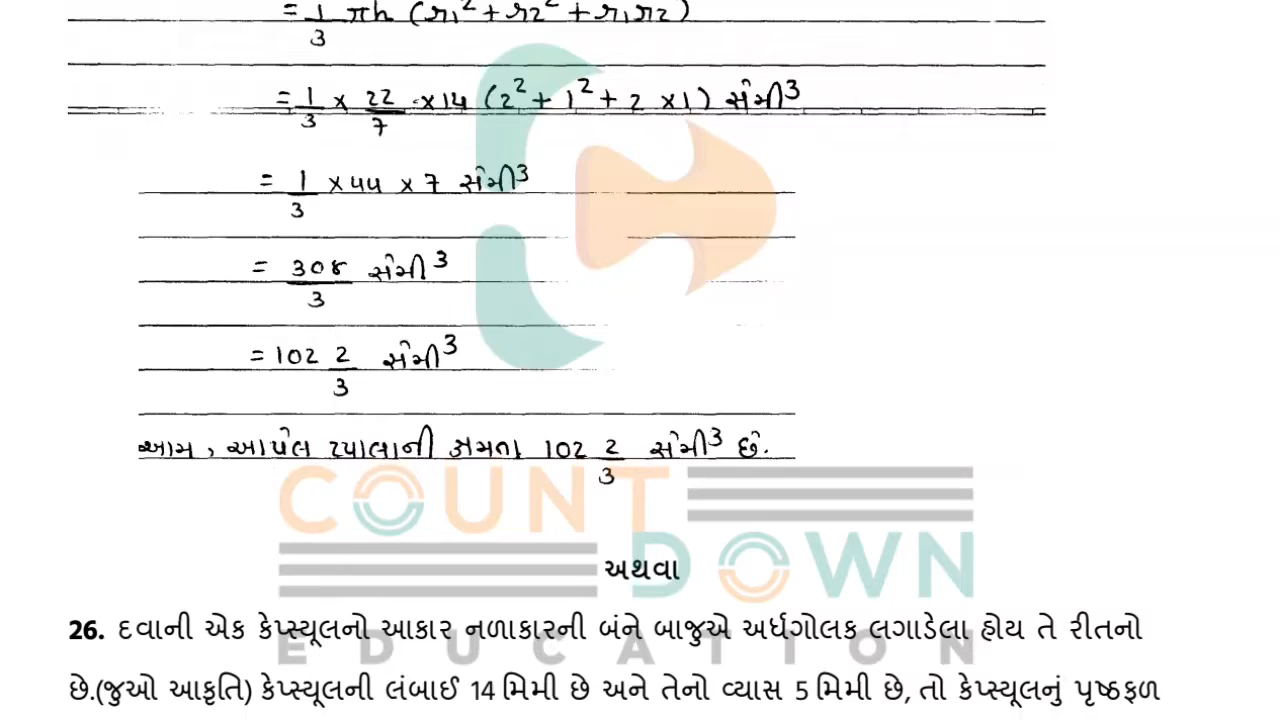 = 1/3 πh (r₁² + r₂² + r₁r₂)
= 1/3 × 22/7 × 14 (2² + 1² + 2 × 1) સેમી³
= 1/3 × 44 × 7 સેમી³
= 308/3 સેમી³
= 102 2/3 સેમી³
આમ, આપેલ પ્યાલાની ક્ષમતા 102 2/3 સેમી³ છે.
COUNT
DOWN
અથવા
26. દવાની એક કેપ્સ્યૂલનો આકાર નળાકારની બંને બાજુએ અર્ધગોલક લગાડેલા હોય તે રીતનો
EDUCATION
છે.(જુઓ આકૃતિ) કેપ્સ્યૂલની લંબાઈ 14 મિમી છે અને તેનો વ્યાસ 5 મિમી છે, તો કેપ્સ્યૂલનું પૃષ્ઠફળ